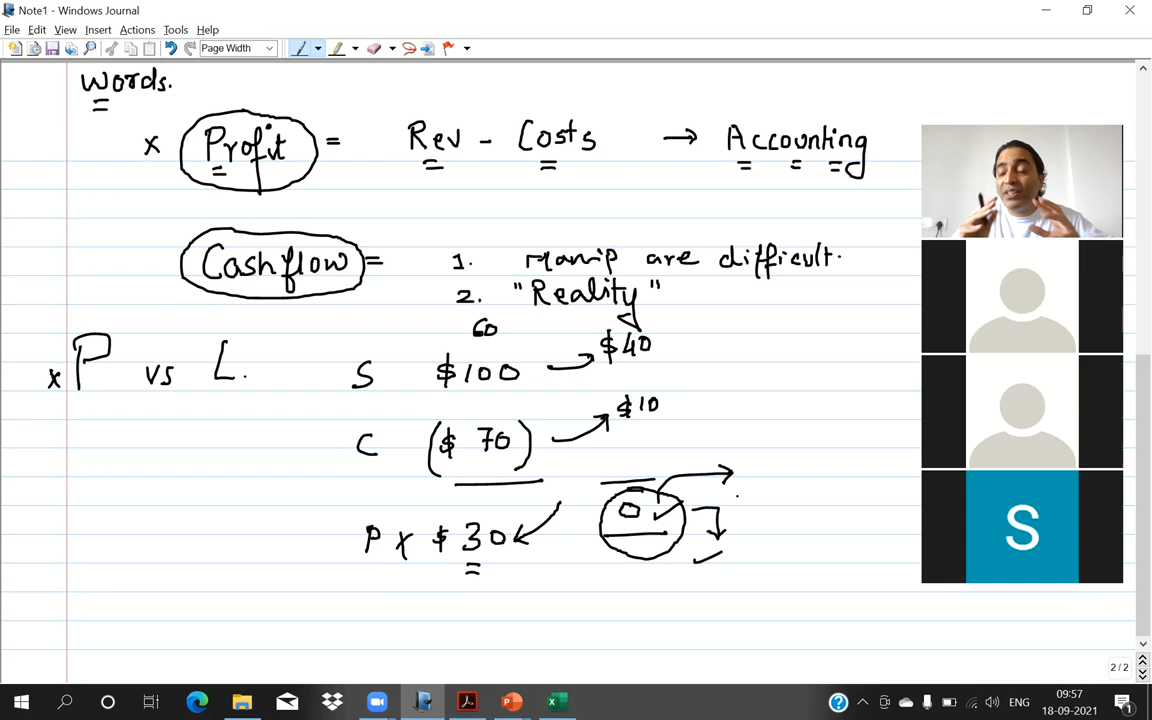 Note1 - Windows Journal
File Edit View Insert Actions Tools Help
Page Width
Words.
x Profit = Rev - Costs → Accounting
Cashflow = 1. Manip are difficult.
2. "Reality"
60
x P vs L. S $100 → $40
C ($ 70) → $10
0
P x $ 30
S
2/2
ENG
09:57
18-09-2021
1